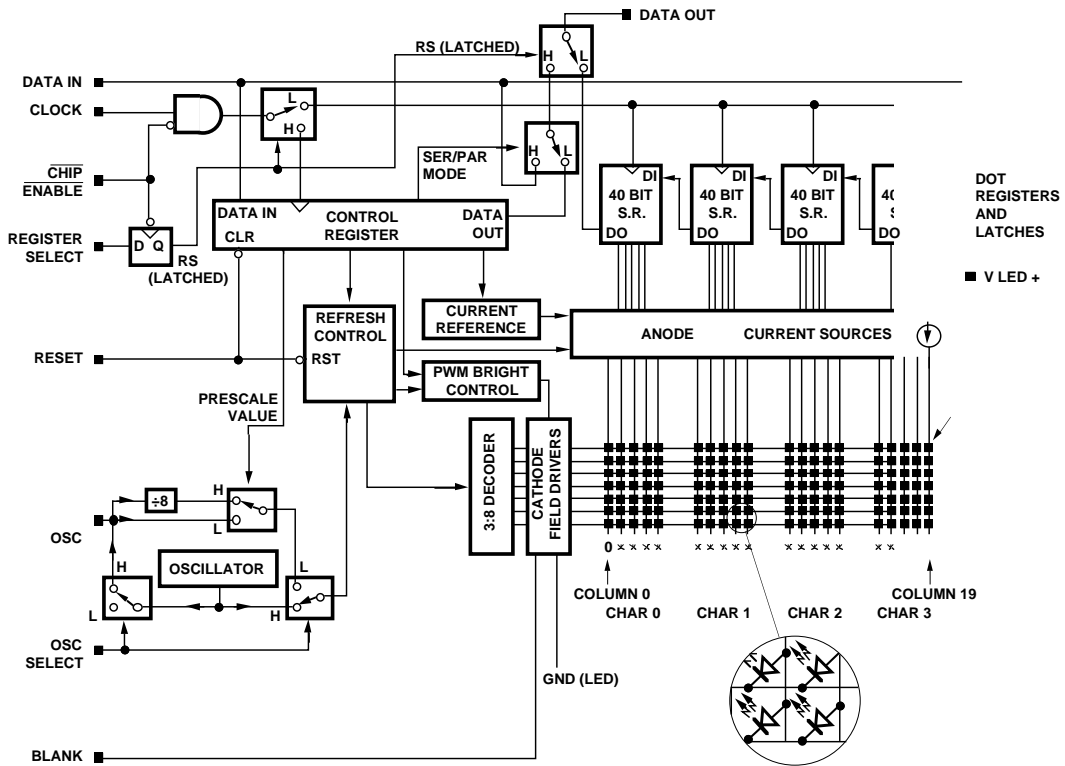 DATA OUT
RS (LATCHED)
H
L
DATA IN
CLOCK
L
H
SER/PAR
MODE
H
L
CHIP
ENABLE
DI
40 BIT
S.R.
DO
DI
40 BIT
S.R.
DO
DI
40 BIT
S.R.
DO
DOT
REGISTERS
AND
LATCHES
DATA IN
CONTROL
REGISTER
DATA
OUT
CLR
REGISTER
SELECT
D Q
RS
(LATCHED)
40
S
DO
V LED +
REFRESH
CONTROL
RST
CURRENT
REFERENCE
ANODE
CURRENT SOURCES
RESET
PWM BRIGHT
CONTROL
PRESCALE
VALUE
3:8 DECODER
CATHODE
FIELD DRIVERS
÷8
H
L
OSC
H
L
OSCILLATOR
L
H
0 x x x x
x x x x x
x x x x x
x x
COLUMN 0
COLUMN 19
CHAR 0
CHAR 1
CHAR 2
CHAR 3
OSC
SELECT
GND (LED)
BLANK